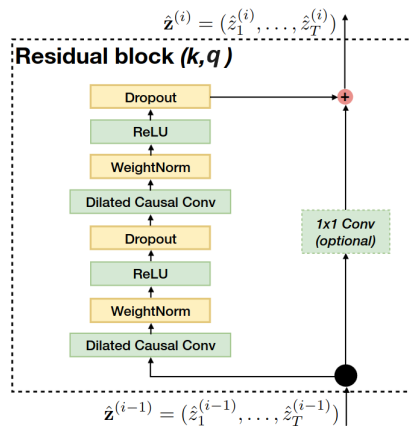 ẑ^(i) = (ẑ_1^(i), . . . , ẑ_T^(i))
Residual block (k,q)
Dropout
+
ReLU
WeightNorm
Dilated Causal Conv
1x1 Conv
(optional)
Dropout
ReLU
WeightNorm
Dilated Causal Conv
ẑ^(i−1) = (ẑ_1^(i−1), . . . , ẑ_T^(i−1))